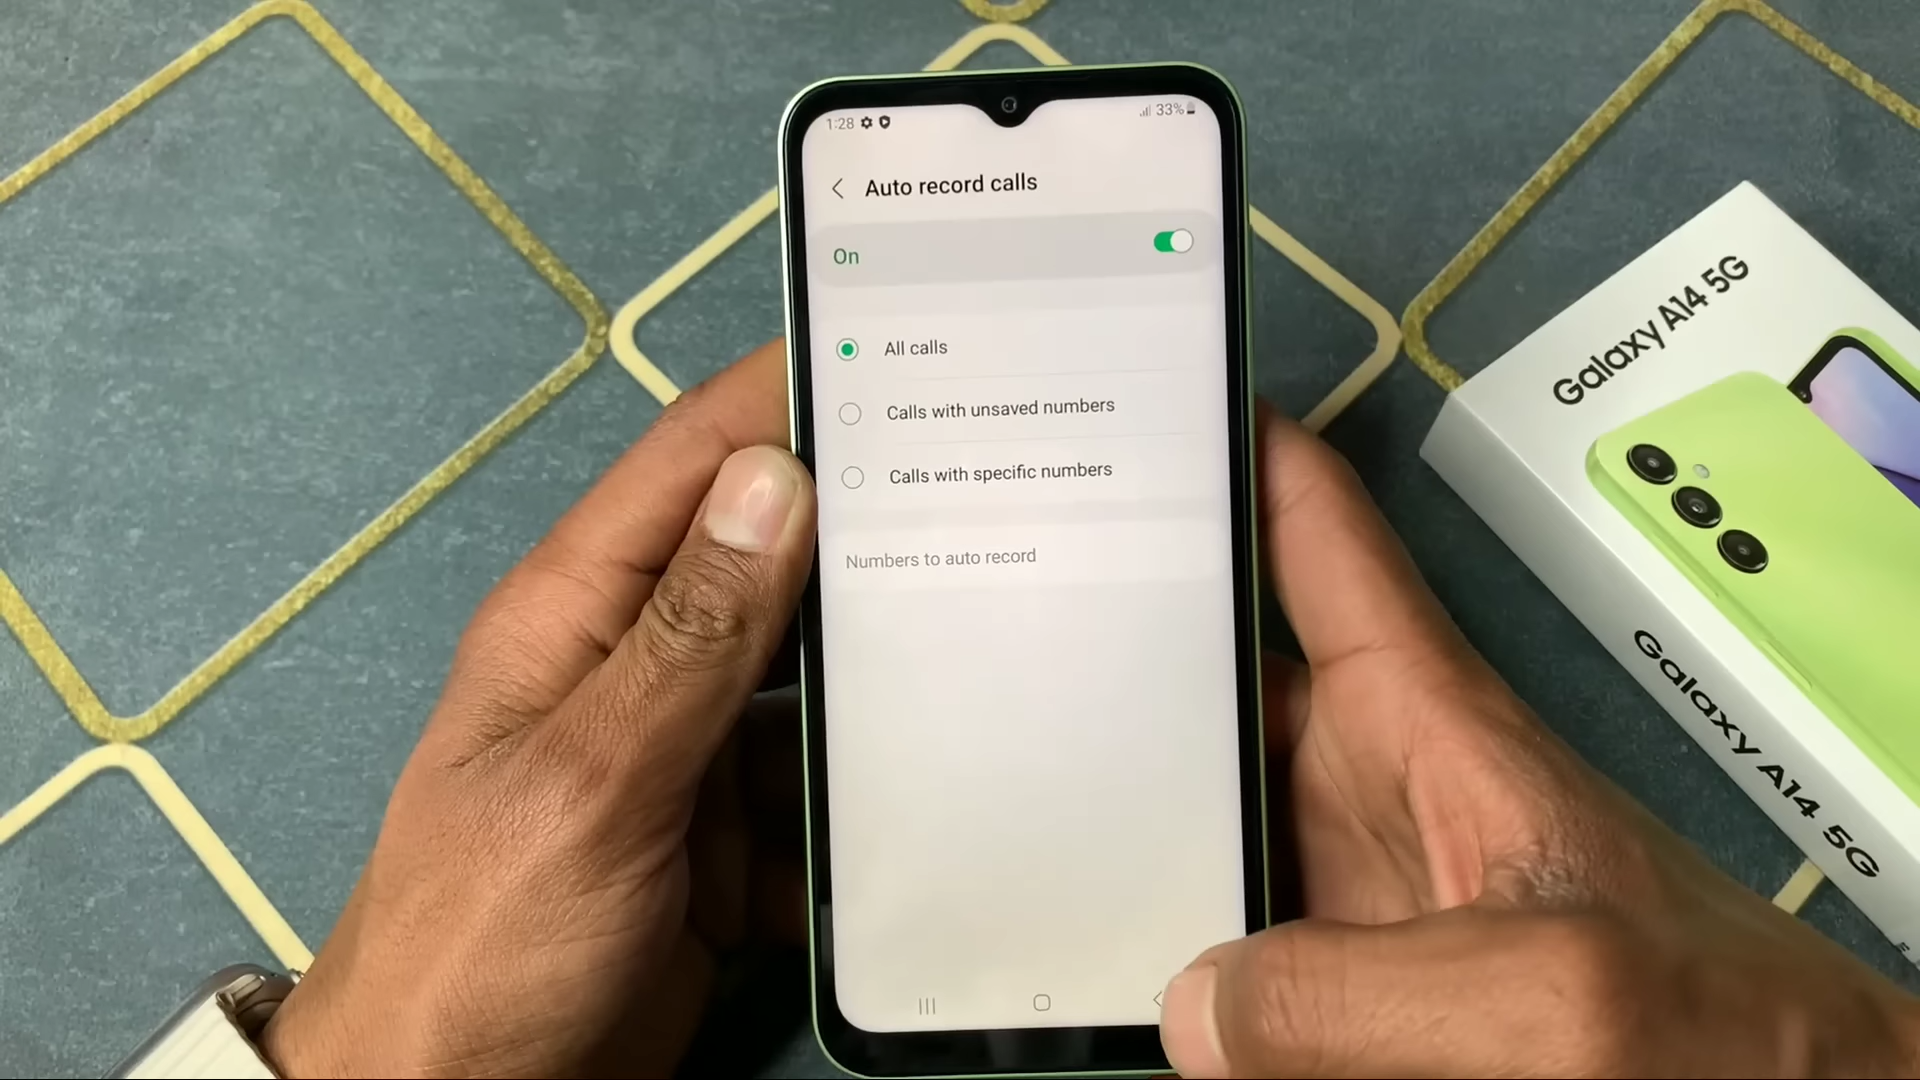 1:28
33%
Auto record calls
On
All calls
Calls with unsaved numbers
Calls with specific numbers
Numbers to auto record
Galaxy A14 5G
Galaxy A14 5G